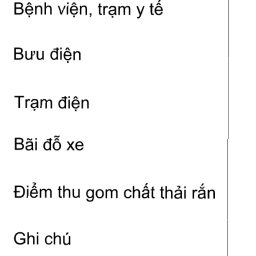 Bệnh viện, trạm y tế
Bưu điện
Trạm điện
Bãi đỗ xe
Điểm thu gom chất thải rắn
Ghi chú